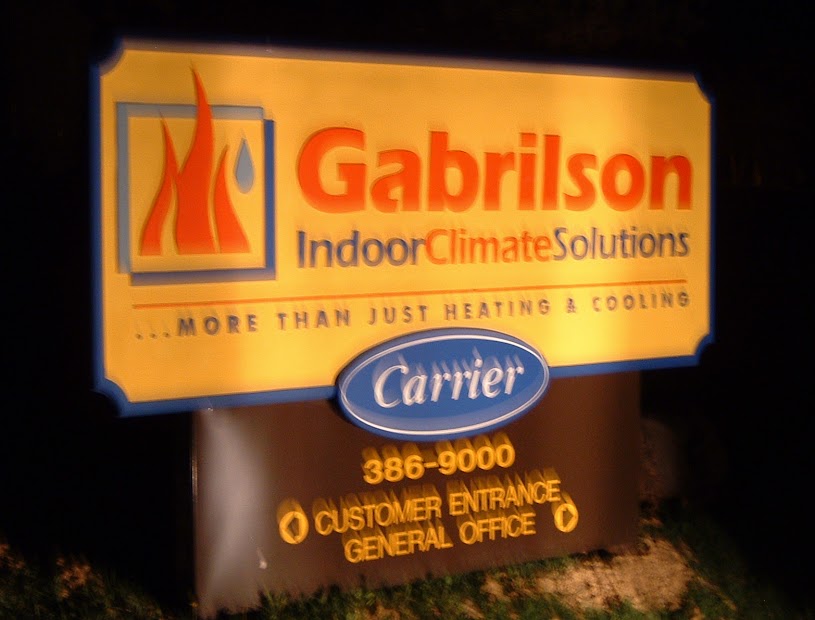 Gabrilson
IndoorClimateSolutions
...MORE THAN JUST HEATING & COOLING
Carrier
386-9000
CUSTOMER ENTRANCE
GENERAL OFFICE